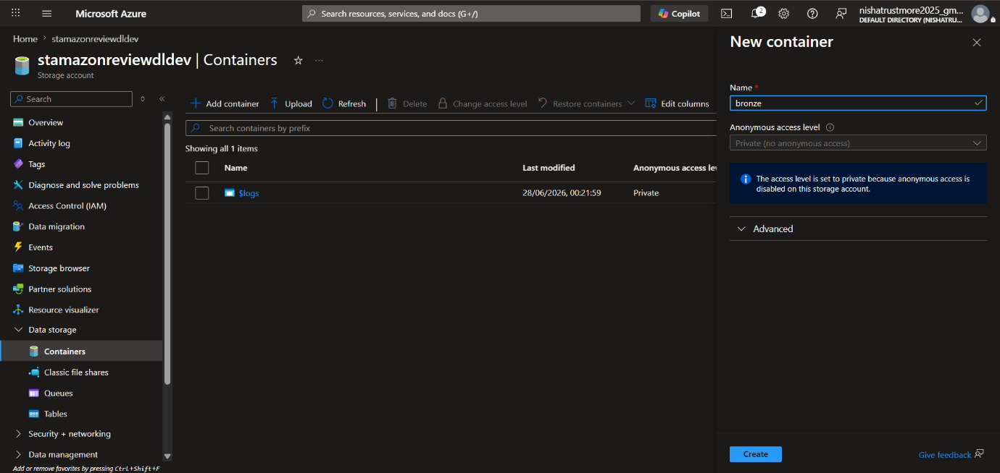 Microsoft Azure
Search resources, services, and docs (G+/)
Copilot
2
nishatrustmore2025_gm...
DEFAULT DIRECTORY (NISHATRU...
Home > stamazonreviewdldev
stamazonreviewdldev | Containers
...
Storage account
Search
Overview
Activity log
Tags
Diagnose and solve problems
Access Control (IAM)
Data migration
Events
Storage browser
Partner solutions
Resource visualizer
Data storage
Containers
Classic file shares
Queues
Tables
Security + networking
Data management
Add or remove favorites by pressing Ctrl+Shift+F
Add container
Upload
Refresh
Delete
Change access level
Restore containers
Edit columns
Search containers by prefix
Showing all 1 items
Name Last modified Anonymous access lev
$logs 28/06/2026, 00:21:59 Private
New container
Name *
bronze
Anonymous access level
Private (no anonymous access)
The access level is set to private because anonymous access is
disabled on this storage account.
Advanced
Create
Give feedback